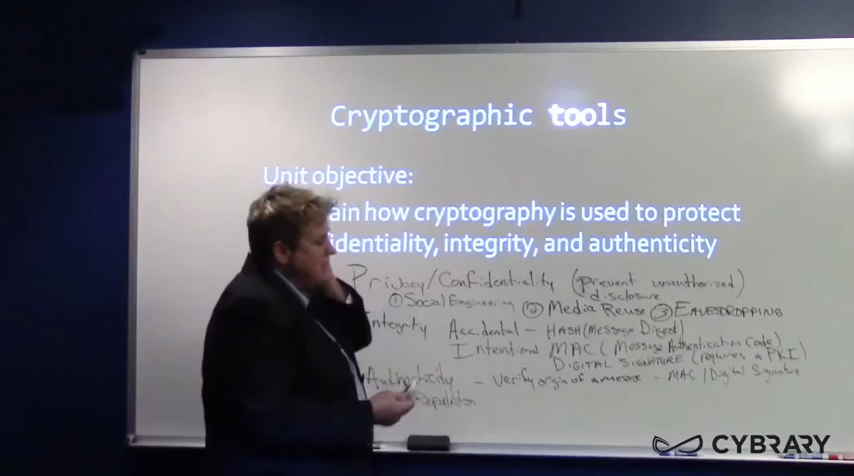 Cryptographic tools
Unit objective:
ain how cryptography is used to protect
identiality, integrity, and authenticity
Privacy/Confidentiality (prevent unauthorized)
disclosure
① Social Engineering ② Media Reuse ③ EAVESDROPPING
Integrity Accidental - HASH (Message Digest)
Intentional MAC (Message Authentication Code)
DIGITAL SIGNATURE (requires a PKI)
Authenticity - Verify origin of a message - MAC / Digital Signature
CYBRARY